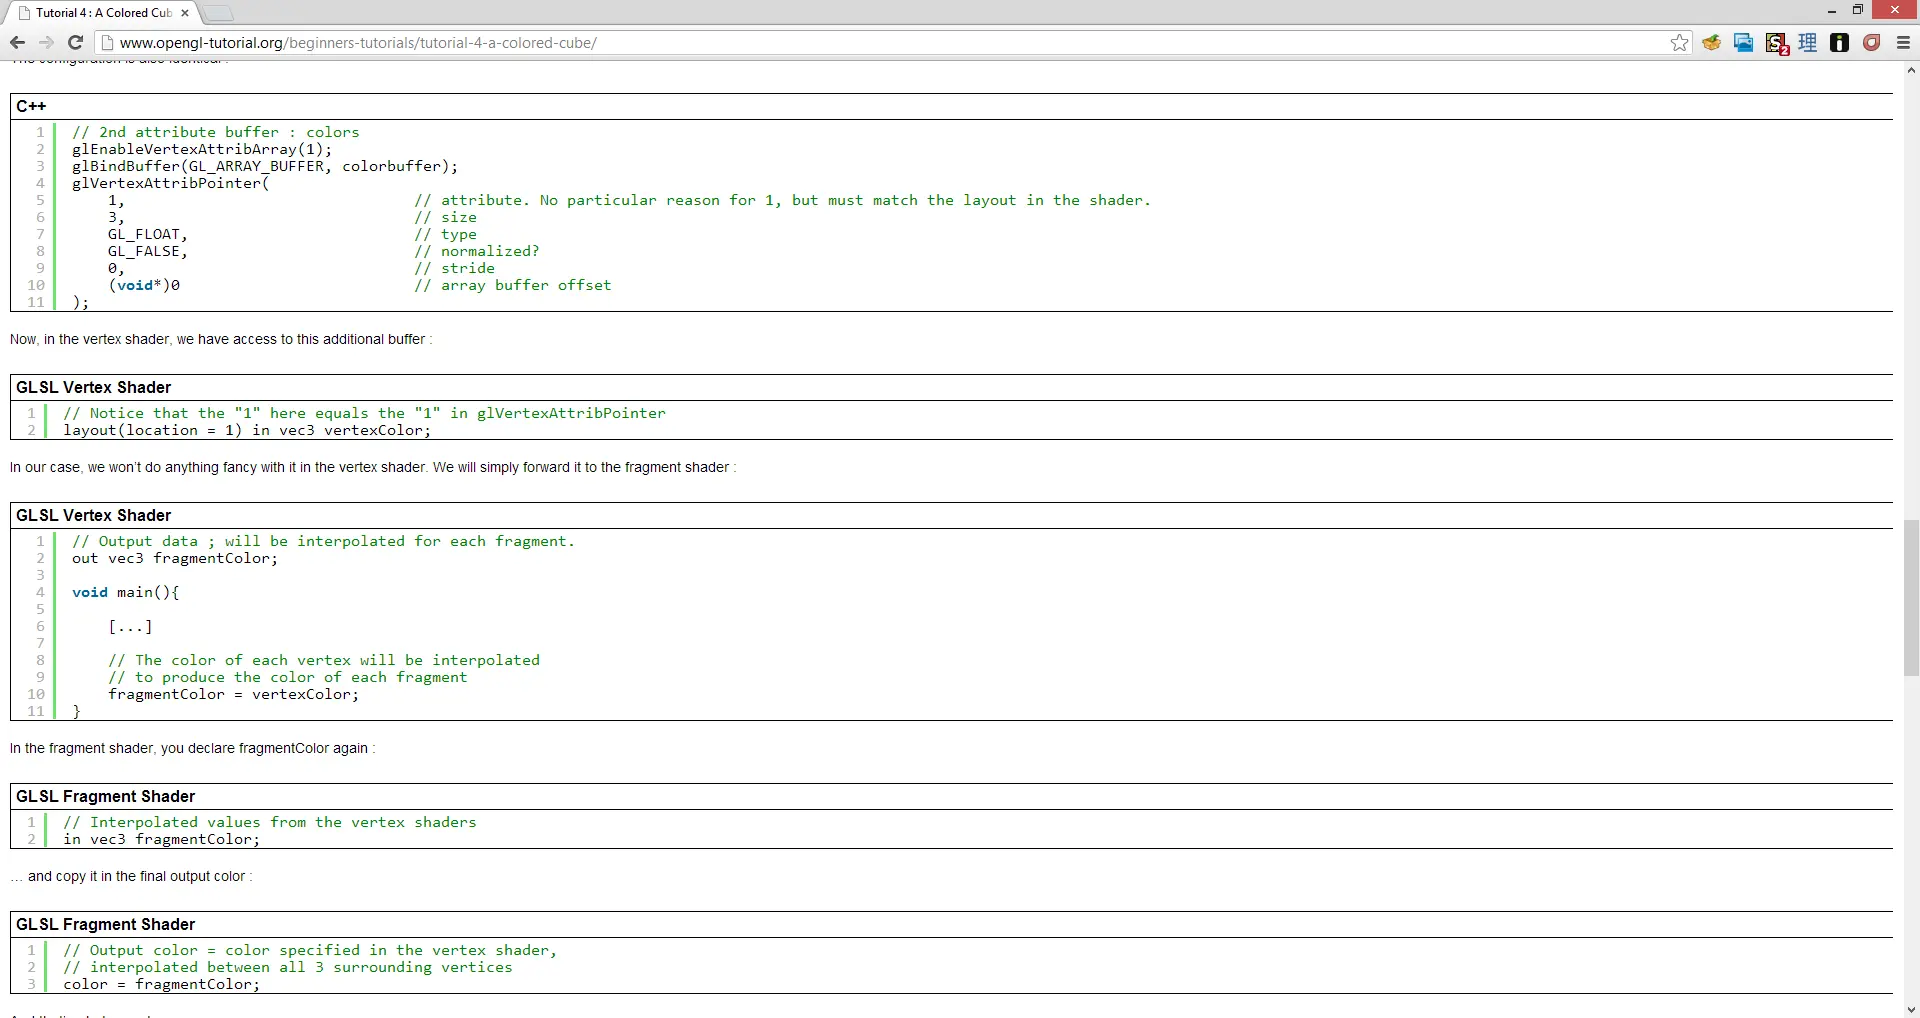 Tutorial 4 : A Colored Cub
www.opengl-tutorial.org/beginners-tutorials/tutorial-4-a-colored-cube/
The configuration is also identical :
C++
1 // 2nd attribute buffer : colors
2 glEnableVertexAttribArray(1);
3 glBindBuffer(GL_ARRAY_BUFFER, colorbuffer);
4 glVertexAttribPointer(
5 1, // attribute. No particular reason for 1, but must match the layout in the shader.
6 3, // size
7 GL_FLOAT, // type
8 GL_FALSE, // normalized?
9 0, // stride
10 (void*)0 // array buffer offset
11 );
Now, in the vertex shader, we have access to this additional buffer :
GLSL Vertex Shader
1 // Notice that the "1" here equals the "1" in glVertexAttribPointer
2 layout(location = 1) in vec3 vertexColor;
In our case, we won't do anything fancy with it in the vertex shader. We will simply forward it to the fragment shader :
GLSL Vertex Shader
1 // Output data ; will be interpolated for each fragment.
2 out vec3 fragmentColor;
3
4 void main(){
5
6 [...]
7
8 // The color of each vertex will be interpolated
9 // to produce the color of each fragment
10 fragmentColor = vertexColor;
11 }
In the fragment shader, you declare fragmentColor again :
GLSL Fragment Shader
1 // Interpolated values from the vertex shaders
2 in vec3 fragmentColor;
… and copy it in the final output color :
GLSL Fragment Shader
1 // Output color = color specified in the vertex shader,
2 // interpolated between all 3 surrounding vertices
3 color = fragmentColor;